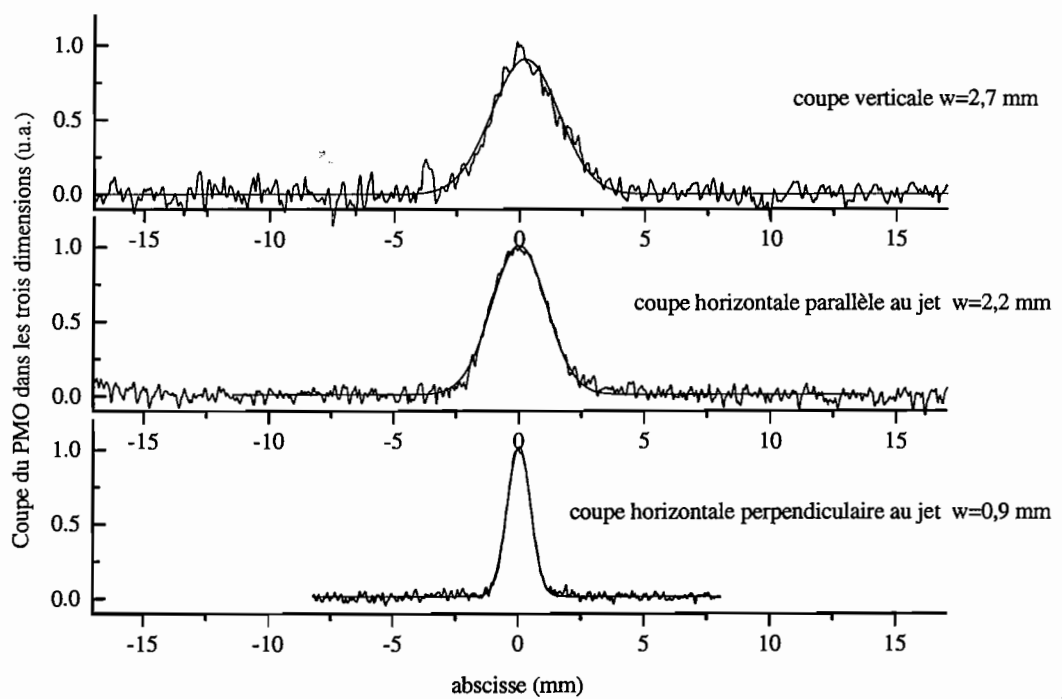 Coupe du PMO dans les trois dimensions (u.a.)
1.0
0.5
0.0
coupe verticale w=2,7 mm
-15 -10 -5 0 5 10 15
1.0
0.5
0.0
coupe horizontale parallèle au jet w=2,2 mm
-15 -10 -5 0 5 10 15
1.0
0.5
0.0
coupe horizontale perpendiculaire au jet w=0,9 mm
-15 -10 -5 0 5 10 15
abscisse (mm)